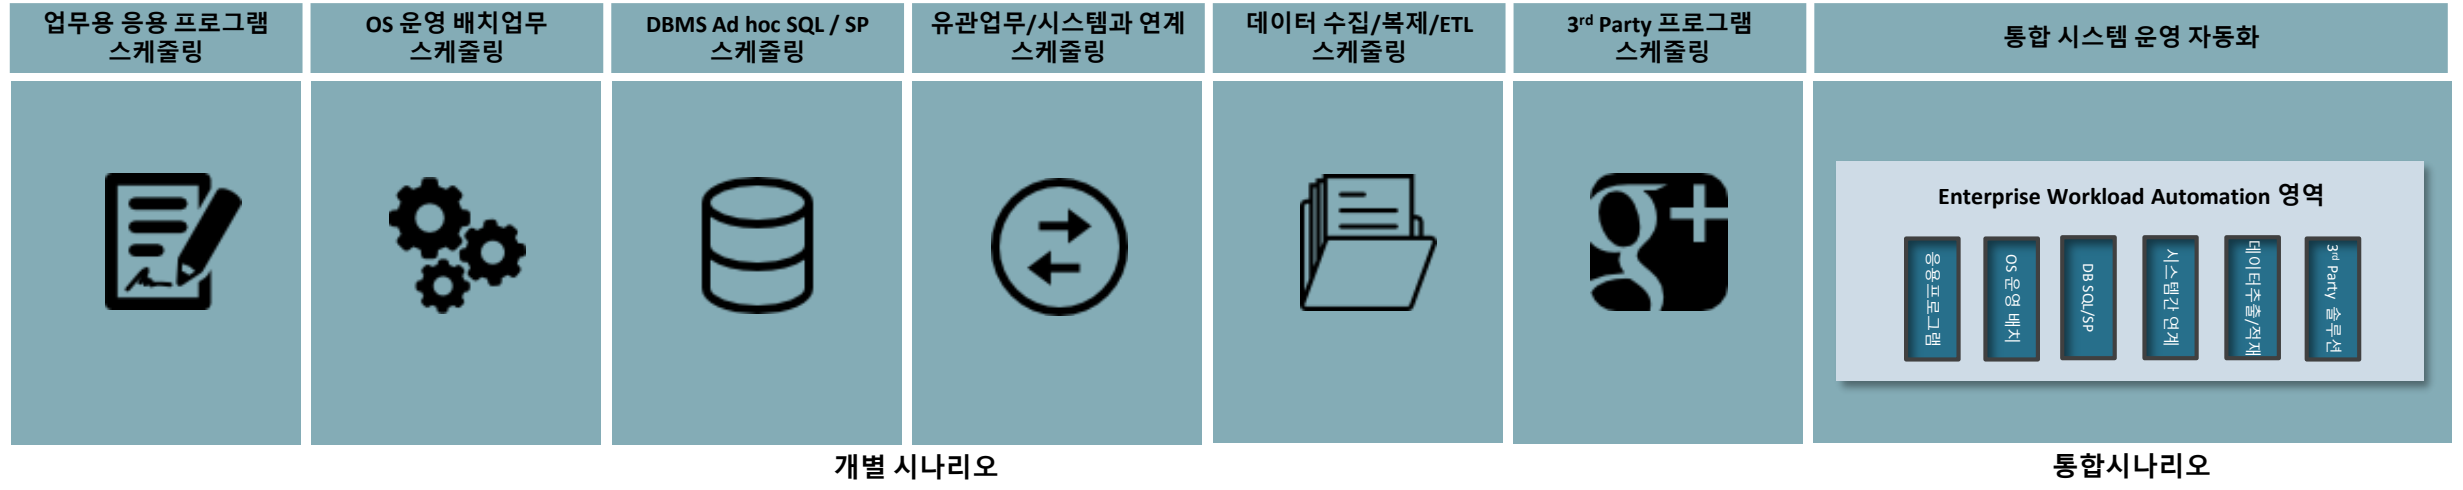 업무용 응용 프로그램
스케줄링
OS 운영 배치업무
스케줄링
DBMS Ad hoc SQL / SP
스케줄링
유관업무/시스템과 연계
스케줄링
데이터 수집/복제/ETL
스케줄링
3rd Party 프로그램
스케줄링
통합 시스템 운영 자동화
Enterprise Workload Automation 영역
응용프로그램
OS 운영 배치
DB SQL/SP
시스템간 연계
데이터추출/적재
3rd Party 솔루션
개별 시나리오
통합시나리오